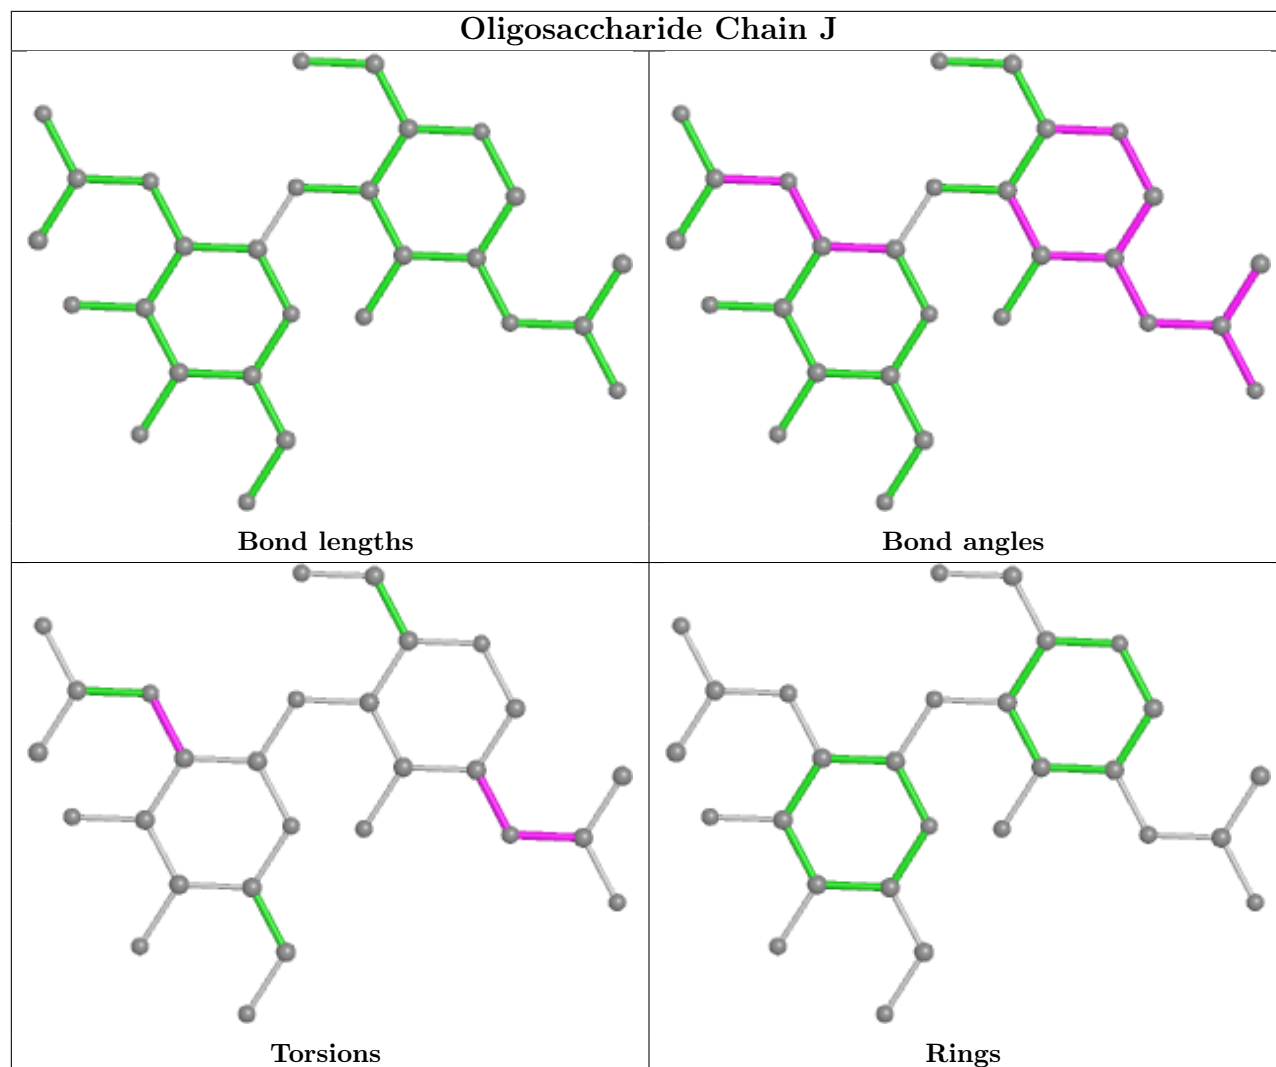 Oligosaccharide Chain J
Bond lengths
Bond angles
Torsions
Rings